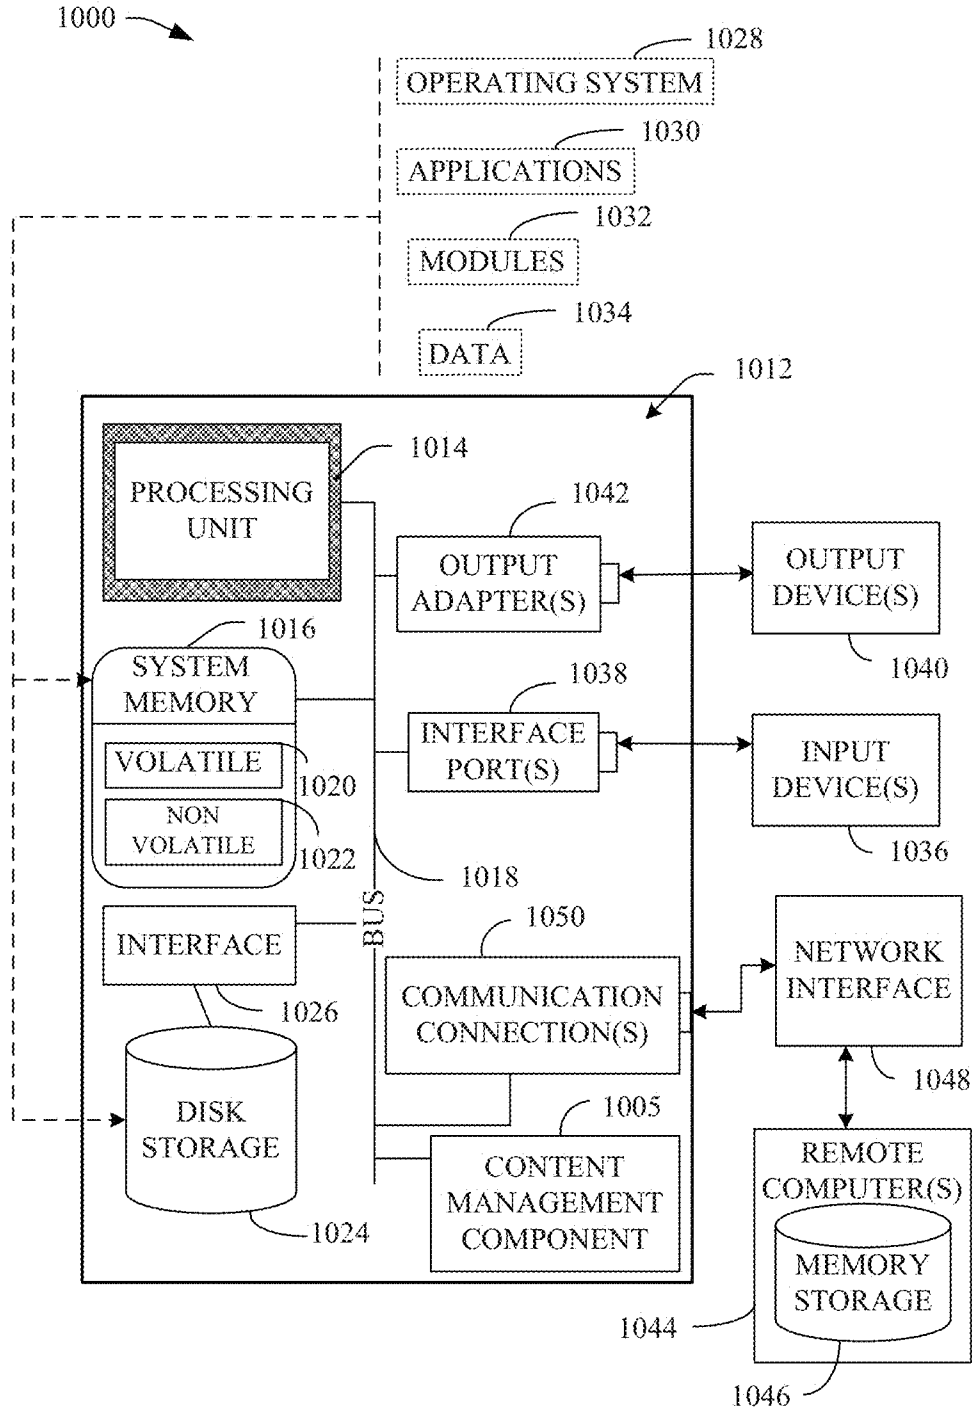 1000
1028
OPERATING SYSTEM
1030
APPLICATIONS
1032
MODULES
1034
DATA
1012
1014
PROCESSING
UNIT
1042
OUTPUT
ADAPTER(S)
OUTPUT
DEVICE(S)
1040
1016
SYSTEM
MEMORY
VOLATILE
1020
NON
VOLATILE
1022
1038
INTERFACE
PORT(S)
INPUT
DEVICE(S)
1036
1018
BUS
INTERFACE
1026
1050
COMMUNICATION
CONNECTION(S)
NETWORK
INTERFACE
1048
DISK
STORAGE
1024
1005
CONTENT
MANAGEMENT
COMPONENT
REMOTE
COMPUTER(S)
MEMORY
STORAGE
1044
1046